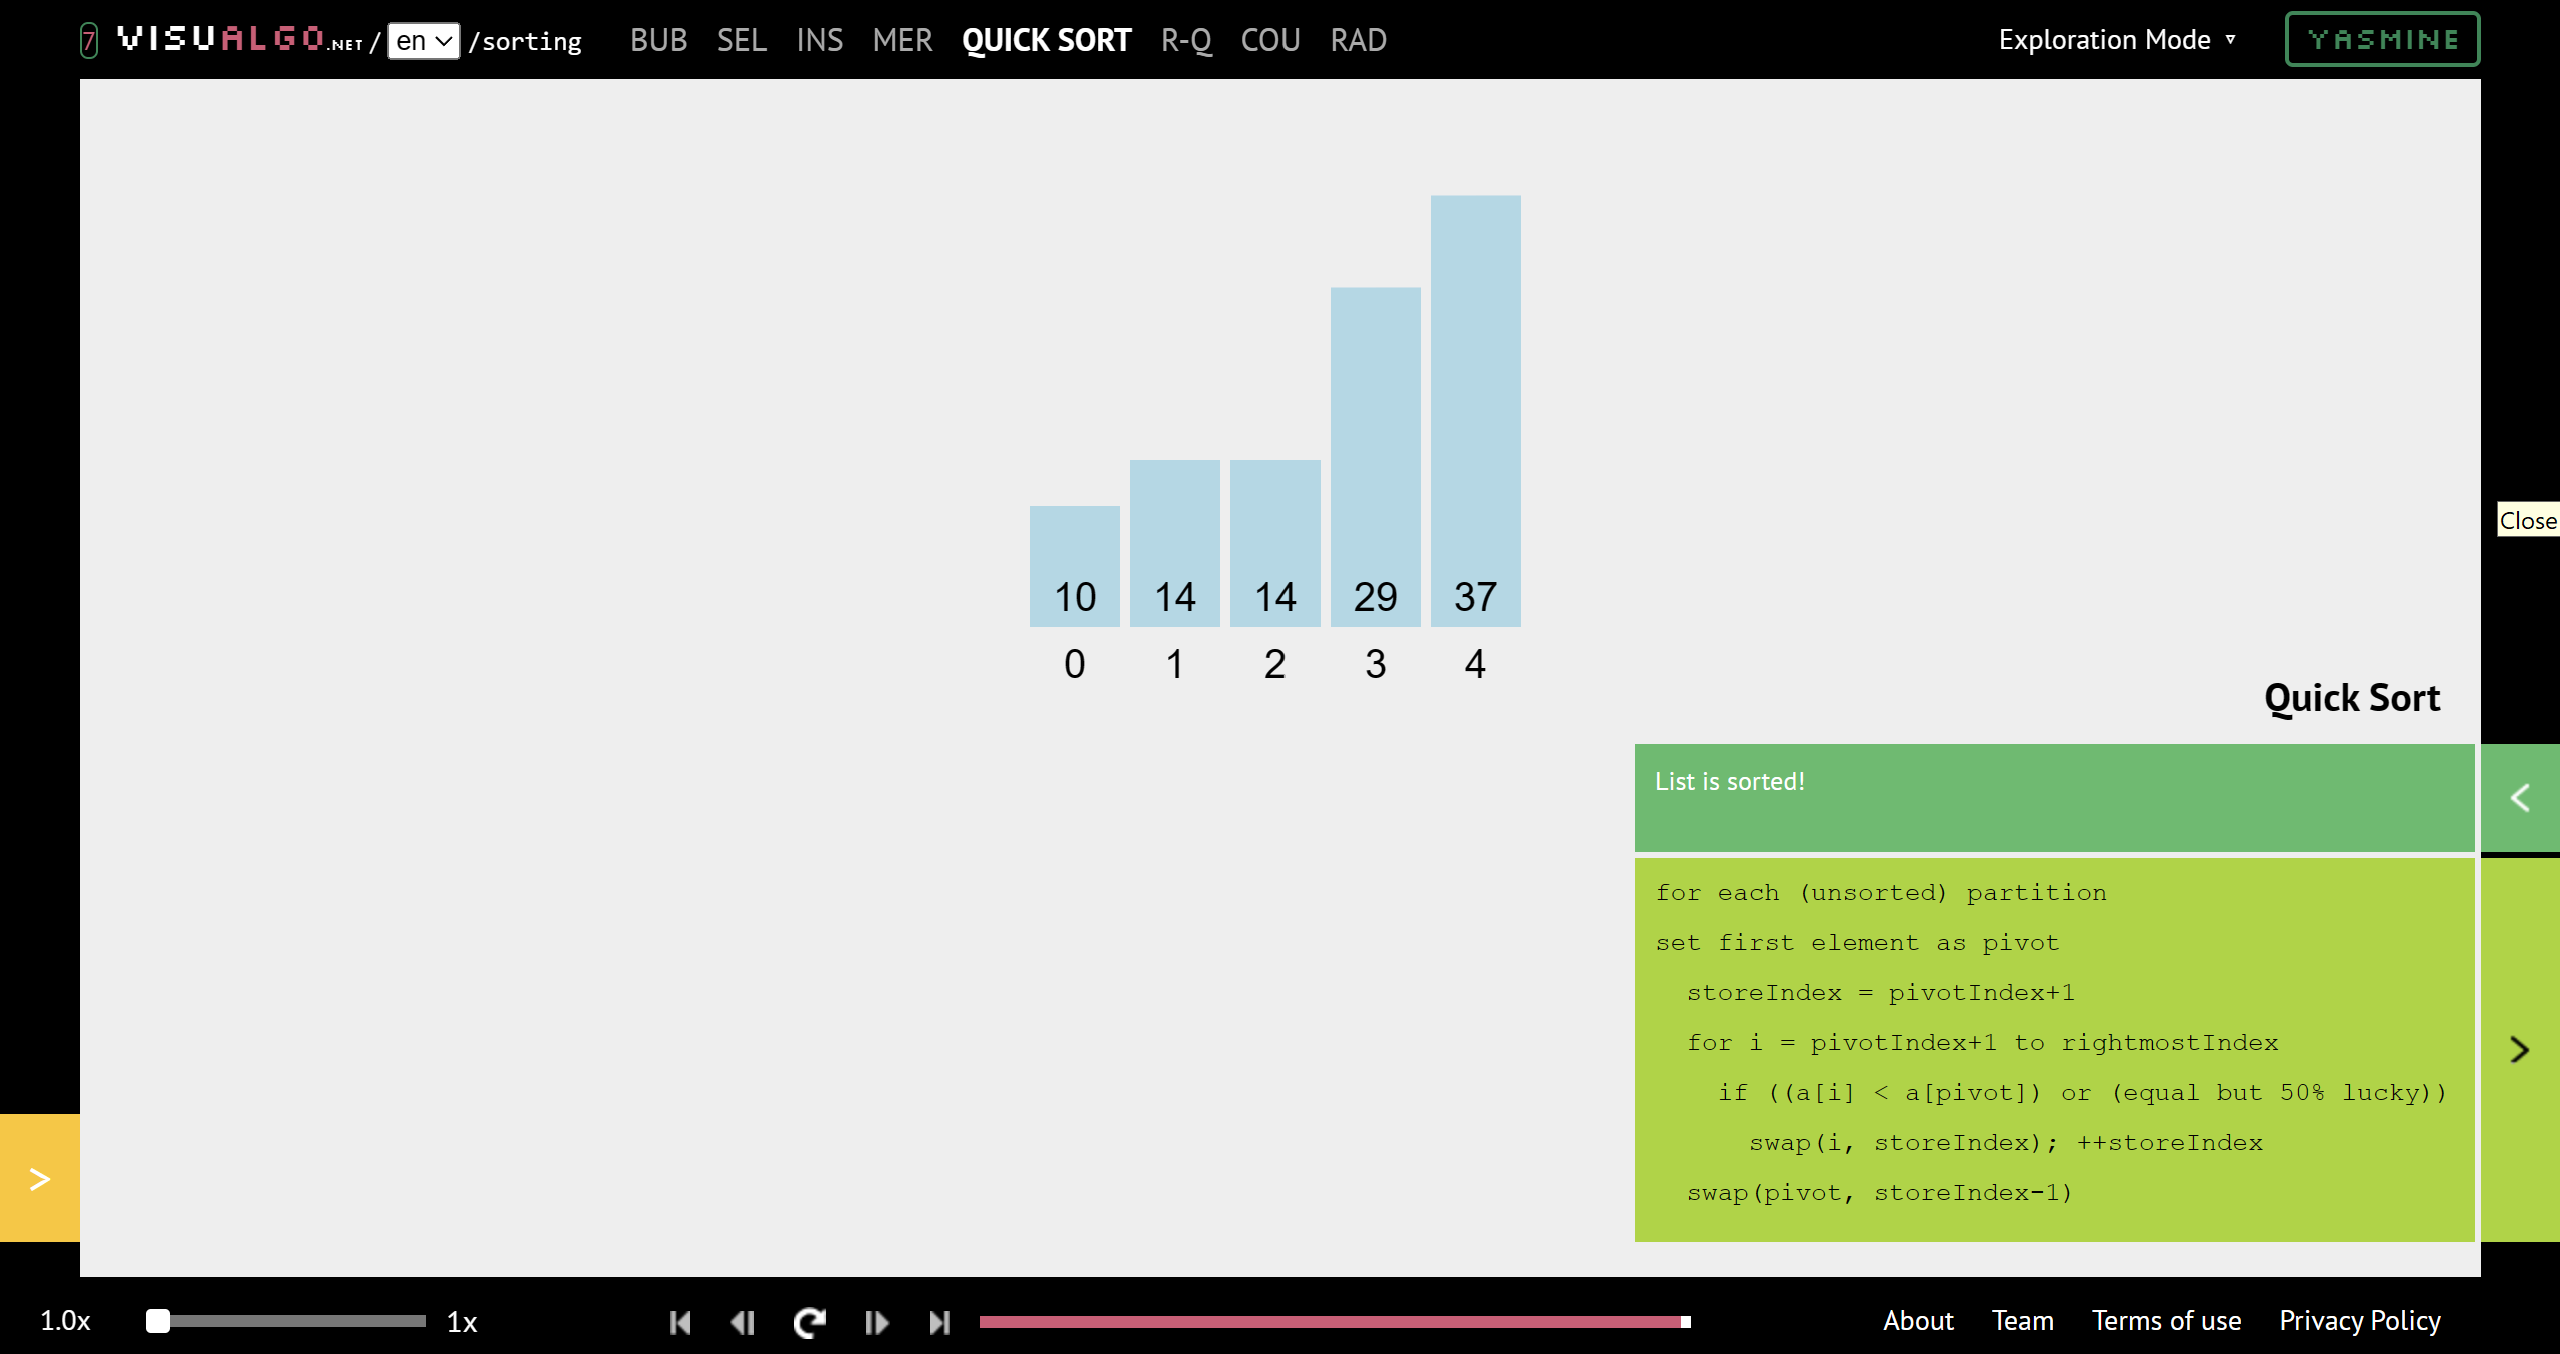 7 VISUALGO.NET / en /sorting BUB SEL INS MER QUICK SORT R-Q COU RAD Exploration Mode ▿ YASMINE
10 14 14 29 37
0 1 2 3 4
Close
Quick Sort
List is sorted!
for each (unsorted) partition
set first element as pivot
storeIndex = pivotIndex+1
for i = pivotIndex+1 to rightmostIndex
if ((a[i] < a[pivot]) or (equal but 50% lucky))
swap(i, storeIndex); ++storeIndex
swap(pivot, storeIndex-1)
1.0x 1x About Team Terms of use Privacy Policy